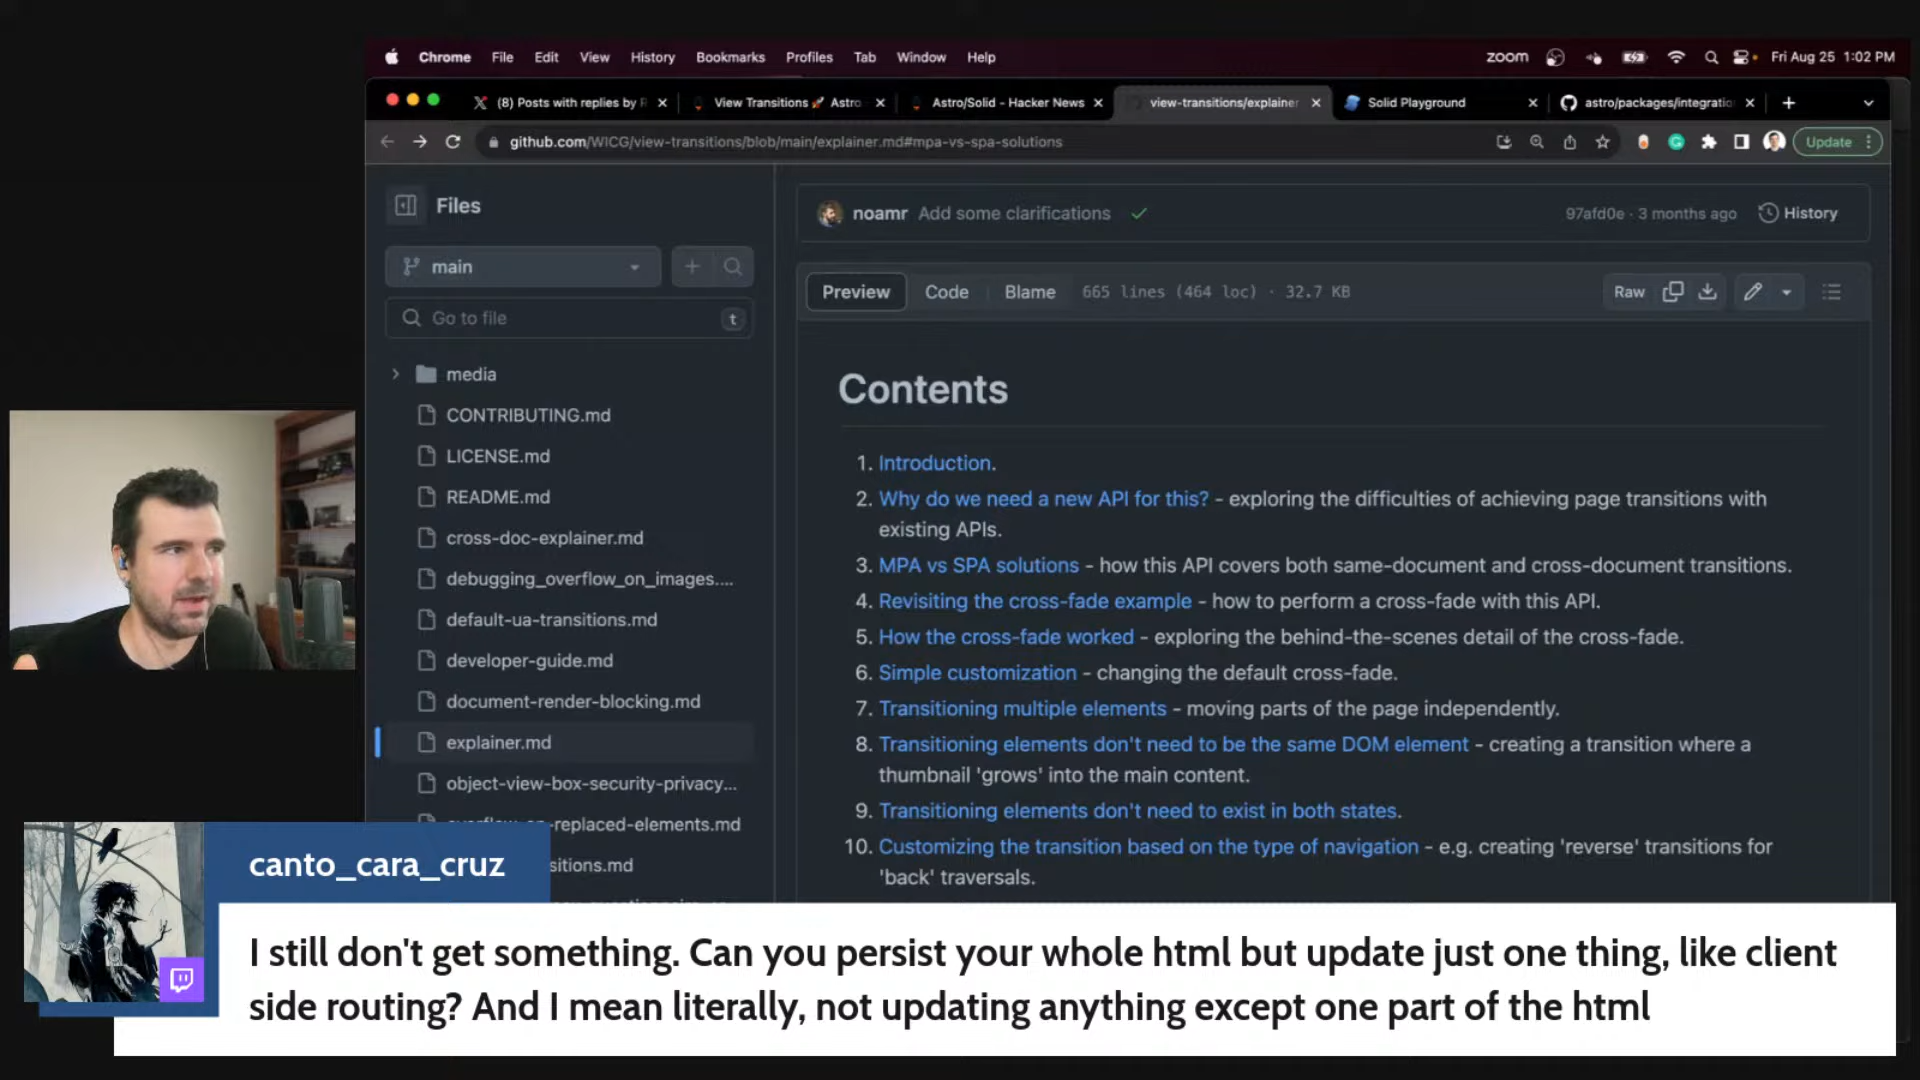 Chrome File Edit View History Bookmarks Profiles Tab Window Help zoom Fri Aug 25 1:02 PM
(8) Posts with replies by View Transitions 🚀 Astro Astro/Solid - Hacker News view-transitions/explainer Solid Playground astro/packages/integratio
github.com/WICG/view-transitions/blob/main/explainer.md#mpa-vs-spa-solutions Update
Files
main
Go to file t
media
CONTRIBUTING.md
LICENSE.md
README.md
cross-doc-explainer.md
debugging_overflow_on_images....
default-ua-transitions.md
developer-guide.md
document-render-blocking.md
explainer.md
object-view-box-security-privacy...
-replaced-elements.md
sitions.md
noamr Add some clarifications 97afd0e · 3 months ago History
Preview Code Blame 665 lines (464 loc) · 32.7 KB Raw
Contents
1. Introduction.
2. Why do we need a new API for this? - exploring the difficulties of achieving page transitions with
existing APIs.
3. MPA vs SPA solutions - how this API covers both same-document and cross-document transitions.
4. Revisiting the cross-fade example - how to perform a cross-fade with this API.
5. How the cross-fade worked - exploring the behind-the-scenes detail of the cross-fade.
6. Simple customization - changing the default cross-fade.
7. Transitioning multiple elements - moving parts of the page independently.
8. Transitioning elements don't need to be the same DOM element - creating a transition where a
thumbnail 'grows' into the main content.
9. Transitioning elements don't need to exist in both states.
10. Customizing the transition based on the type of navigation - e.g. creating 'reverse' transitions for
'back' traversals.
canto_cara_cruz
I still don't get something. Can you persist your whole html but update just one thing, like client
side routing? And I mean literally, not updating anything except one part of the html